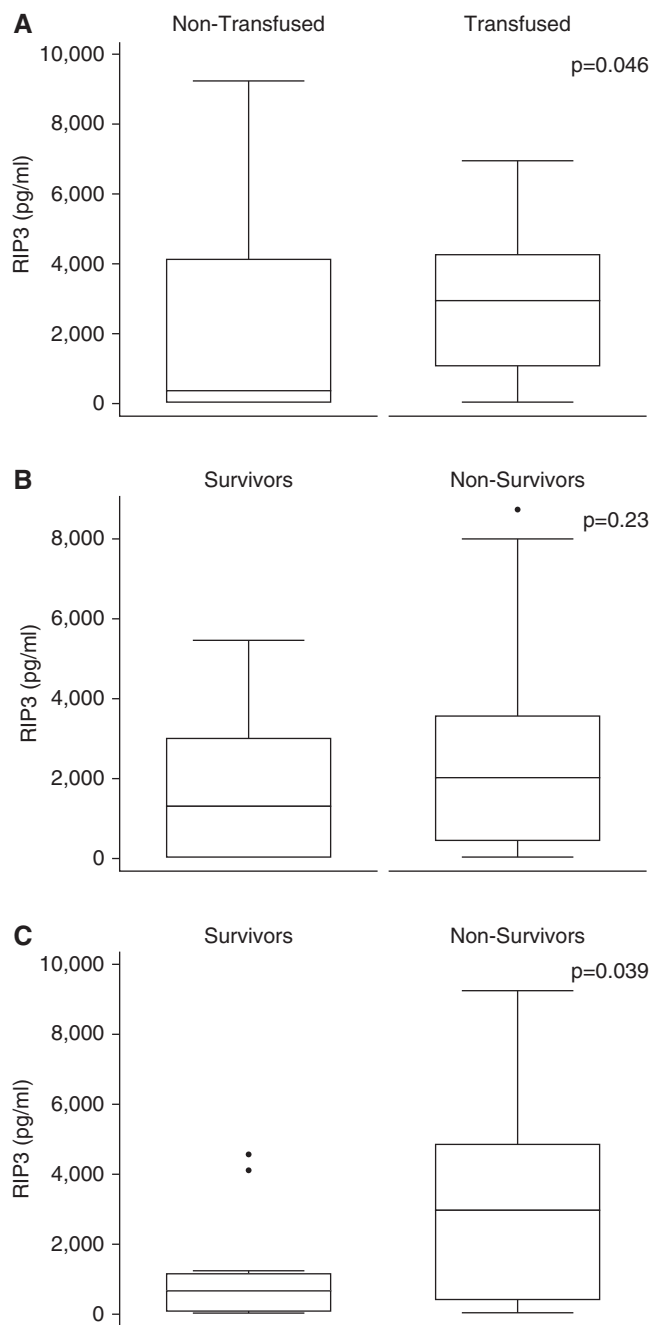 A
Non-Transfused Transfused
p=0.046
10,000
8,000
6,000
4,000
2,000
0
RIP3 (pg/ml)
B
Survivors Non-Survivors
p=0.23
8,000
6,000
4,000
2,000
0
RIP3 (pg/ml)
C
Survivors Non-Survivors
p=0.039
10,000
8,000
6,000
4,000
2,000
0
RIP3 (pg/ml)